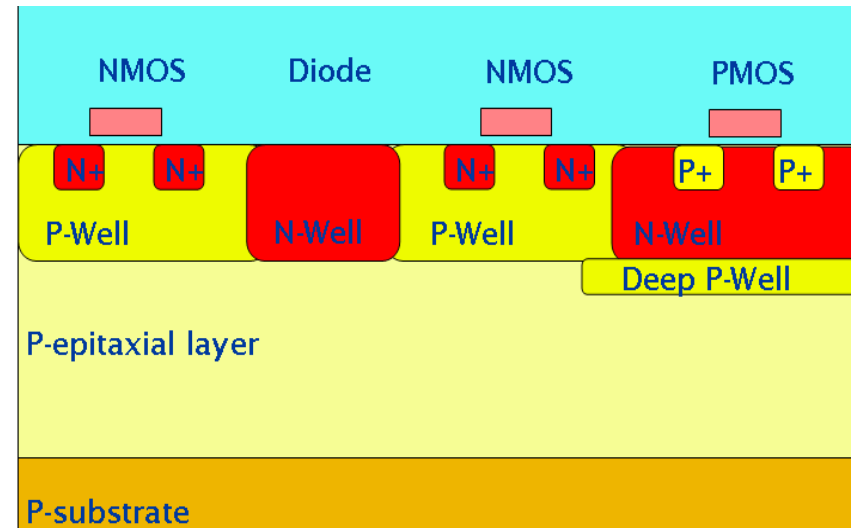 NMOS Diode NMOS PMOS
N+ N+ N+ N+ P+ P+
P-Well N-Well P-Well N-Well
Deep P-Well
P-epitaxial layer
P-substrate